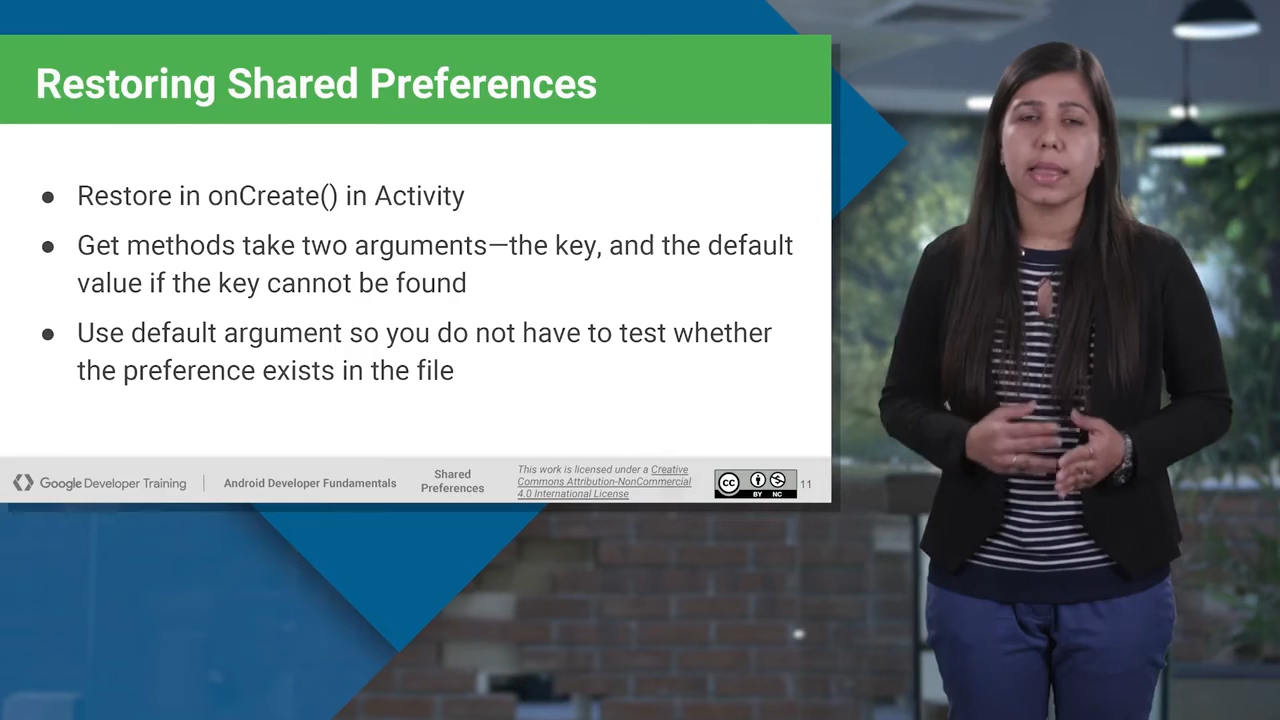 Restoring Shared Preferences
● Restore in onCreate() in Activity
● Get methods take two arguments—the key, and the default
value if the key cannot be found
● Use default argument so you do not have to test whether
the preference exists in the file
Google Developer Training
Android Developer Fundamentals
Shared
Preferences
This work is licensed under a Creative
Commons Attribution-NonCommercial
4.0 International License
cc
BY NC
11